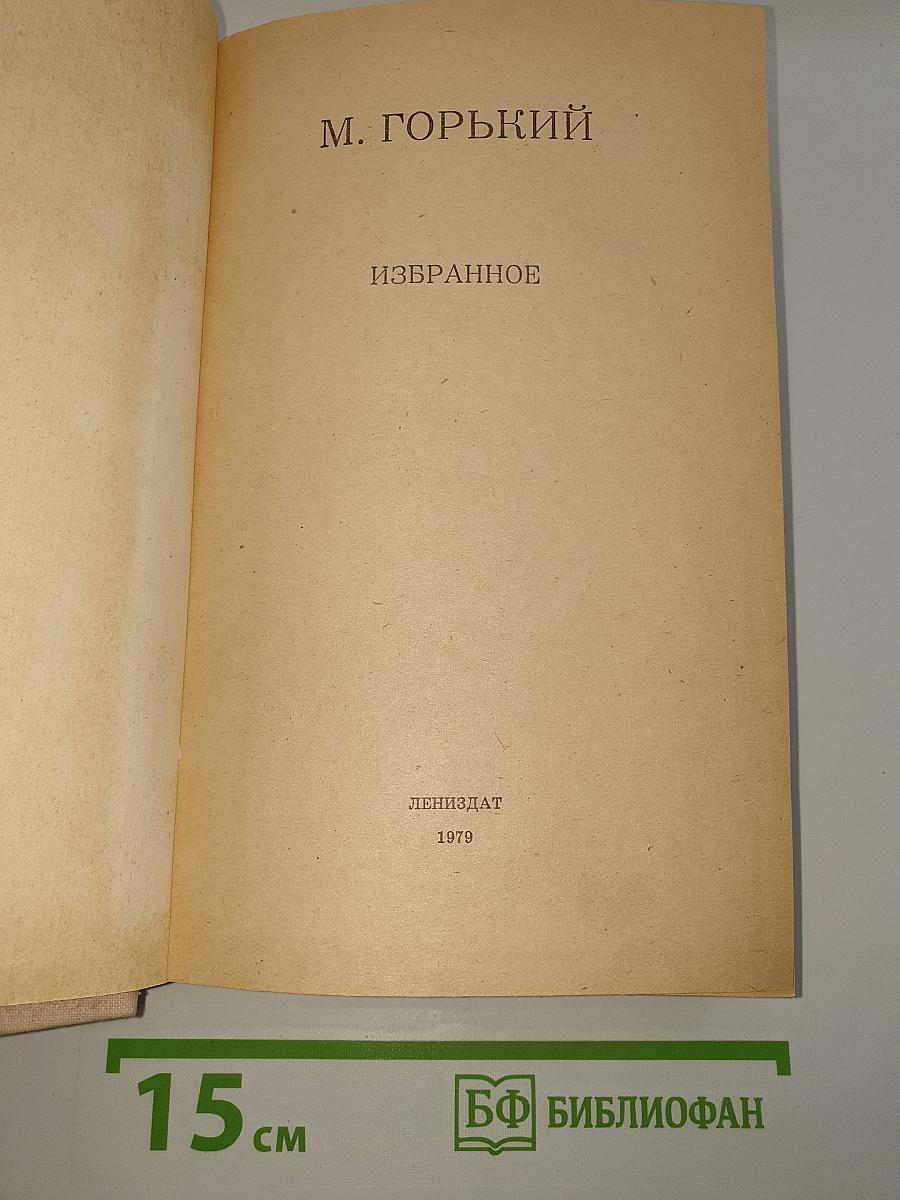 М. ГОРЬКИЙ
ИЗБРАННОЕ
ЛЕНИЗДАТ
1979
15 см
БФ БИБЛИОФАН